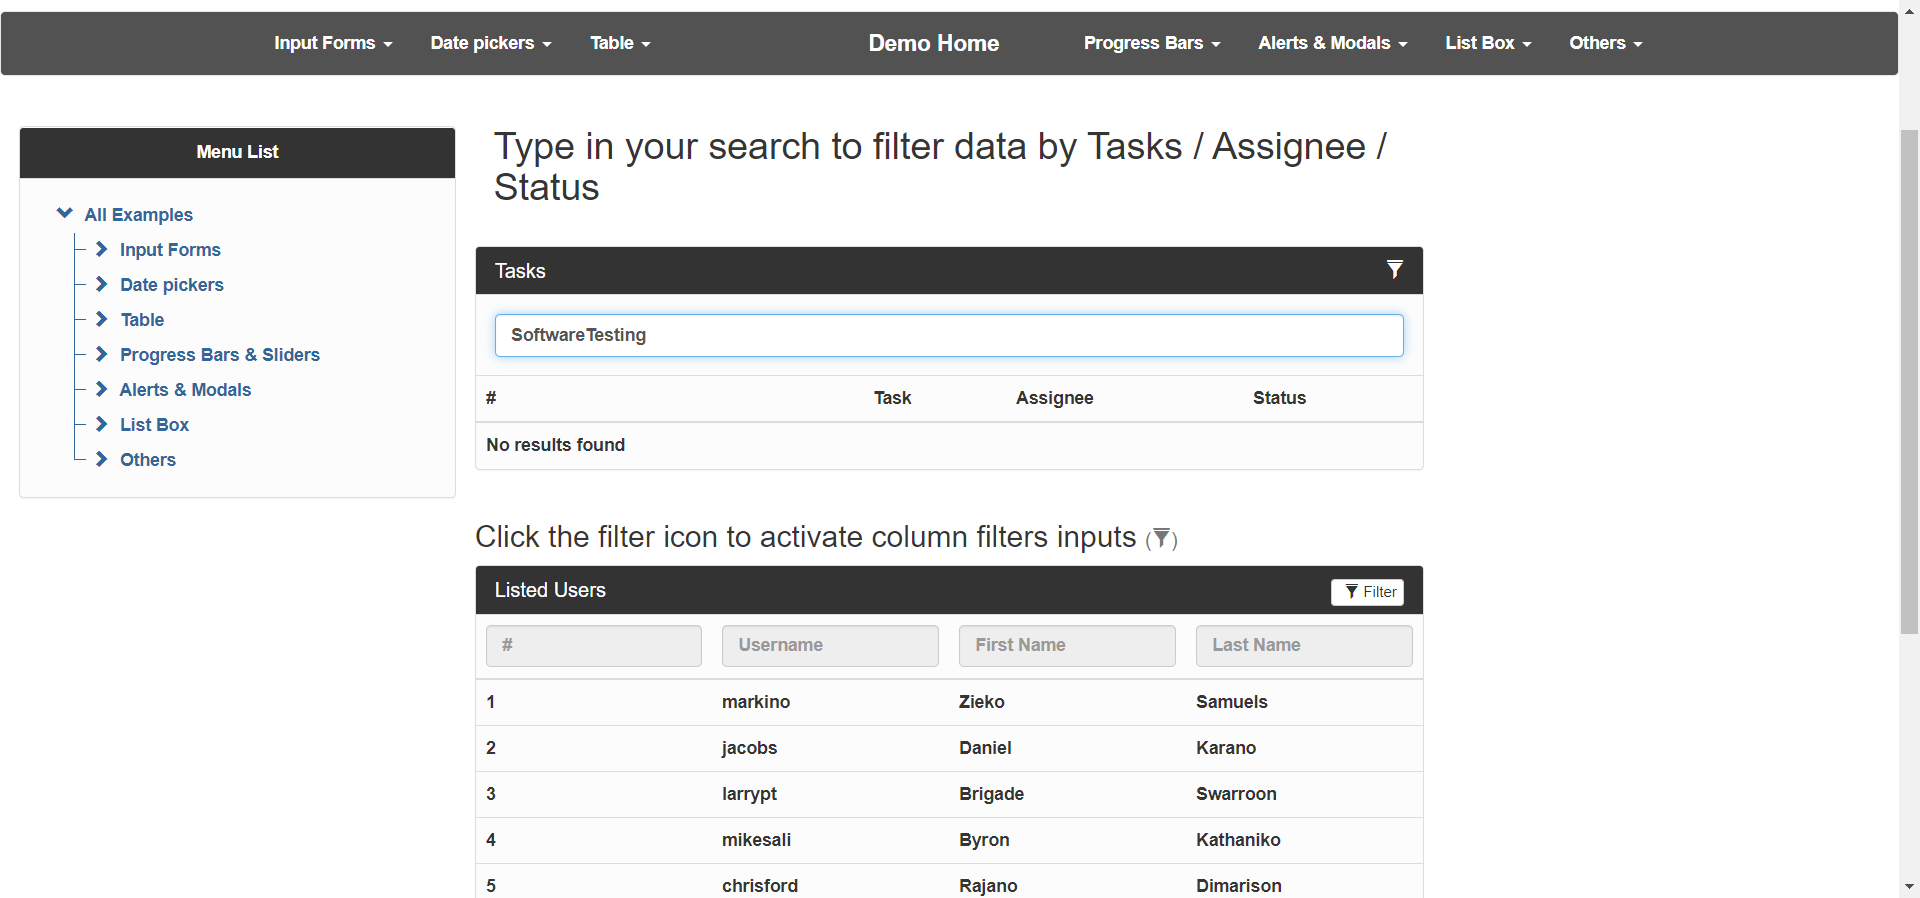 Input Forms Date pickers Table Demo Home Progress Bars Alerts & Modals List Box Others
Menu List
All Examples
Input Forms
Date pickers
Table
Progress Bars & Sliders
Alerts & Modals
List Box
Others
Type in your search to filter data by Tasks / Assignee /
Status
Tasks
SoftwareTesting
# Task Assignee Status
No results found
Click the filter icon to activate column filters inputs ()
Listed Users Filter
# Username First Name Last Name
1 markino Zieko Samuels
2 jacobs Daniel Karano
3 larrypt Brigade Swarroon
4 mikesali Byron Kathaniko
5 chrisford Rajano Dimarison